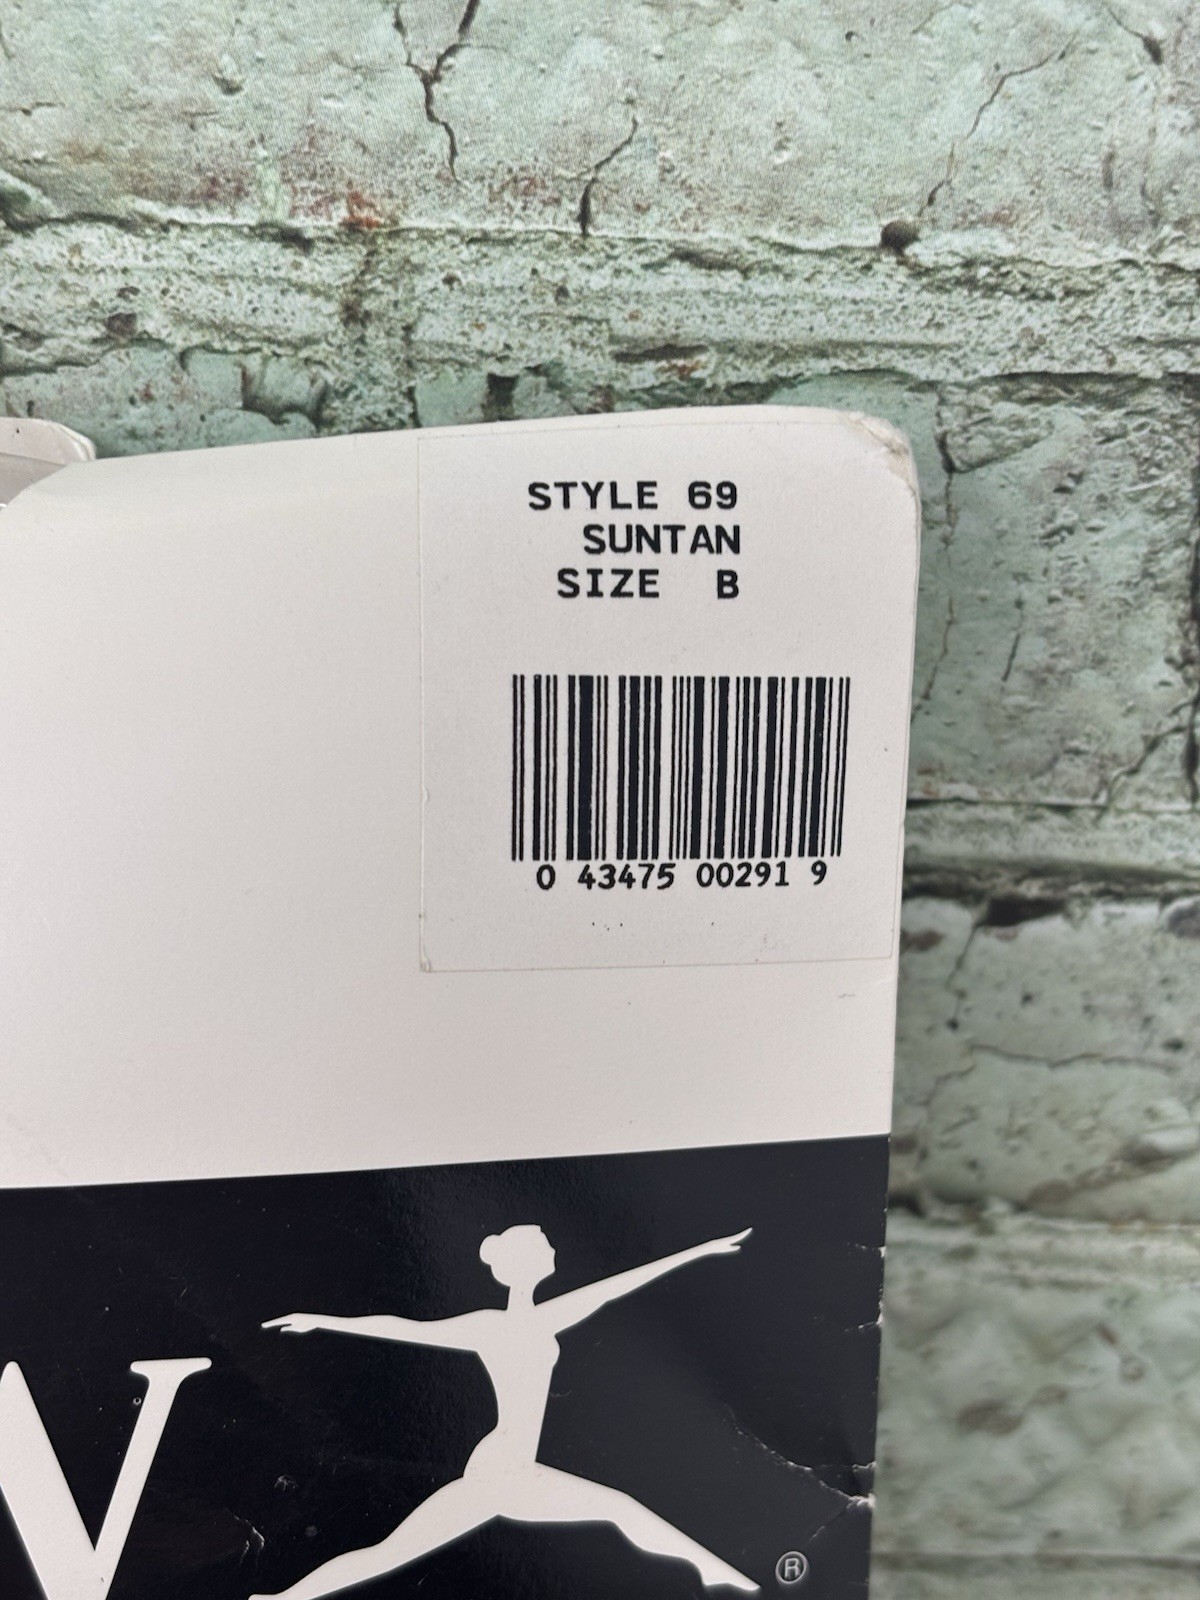 STYLE 69
SUNTAN
SIZE B
0 43475 00291 9
W
®